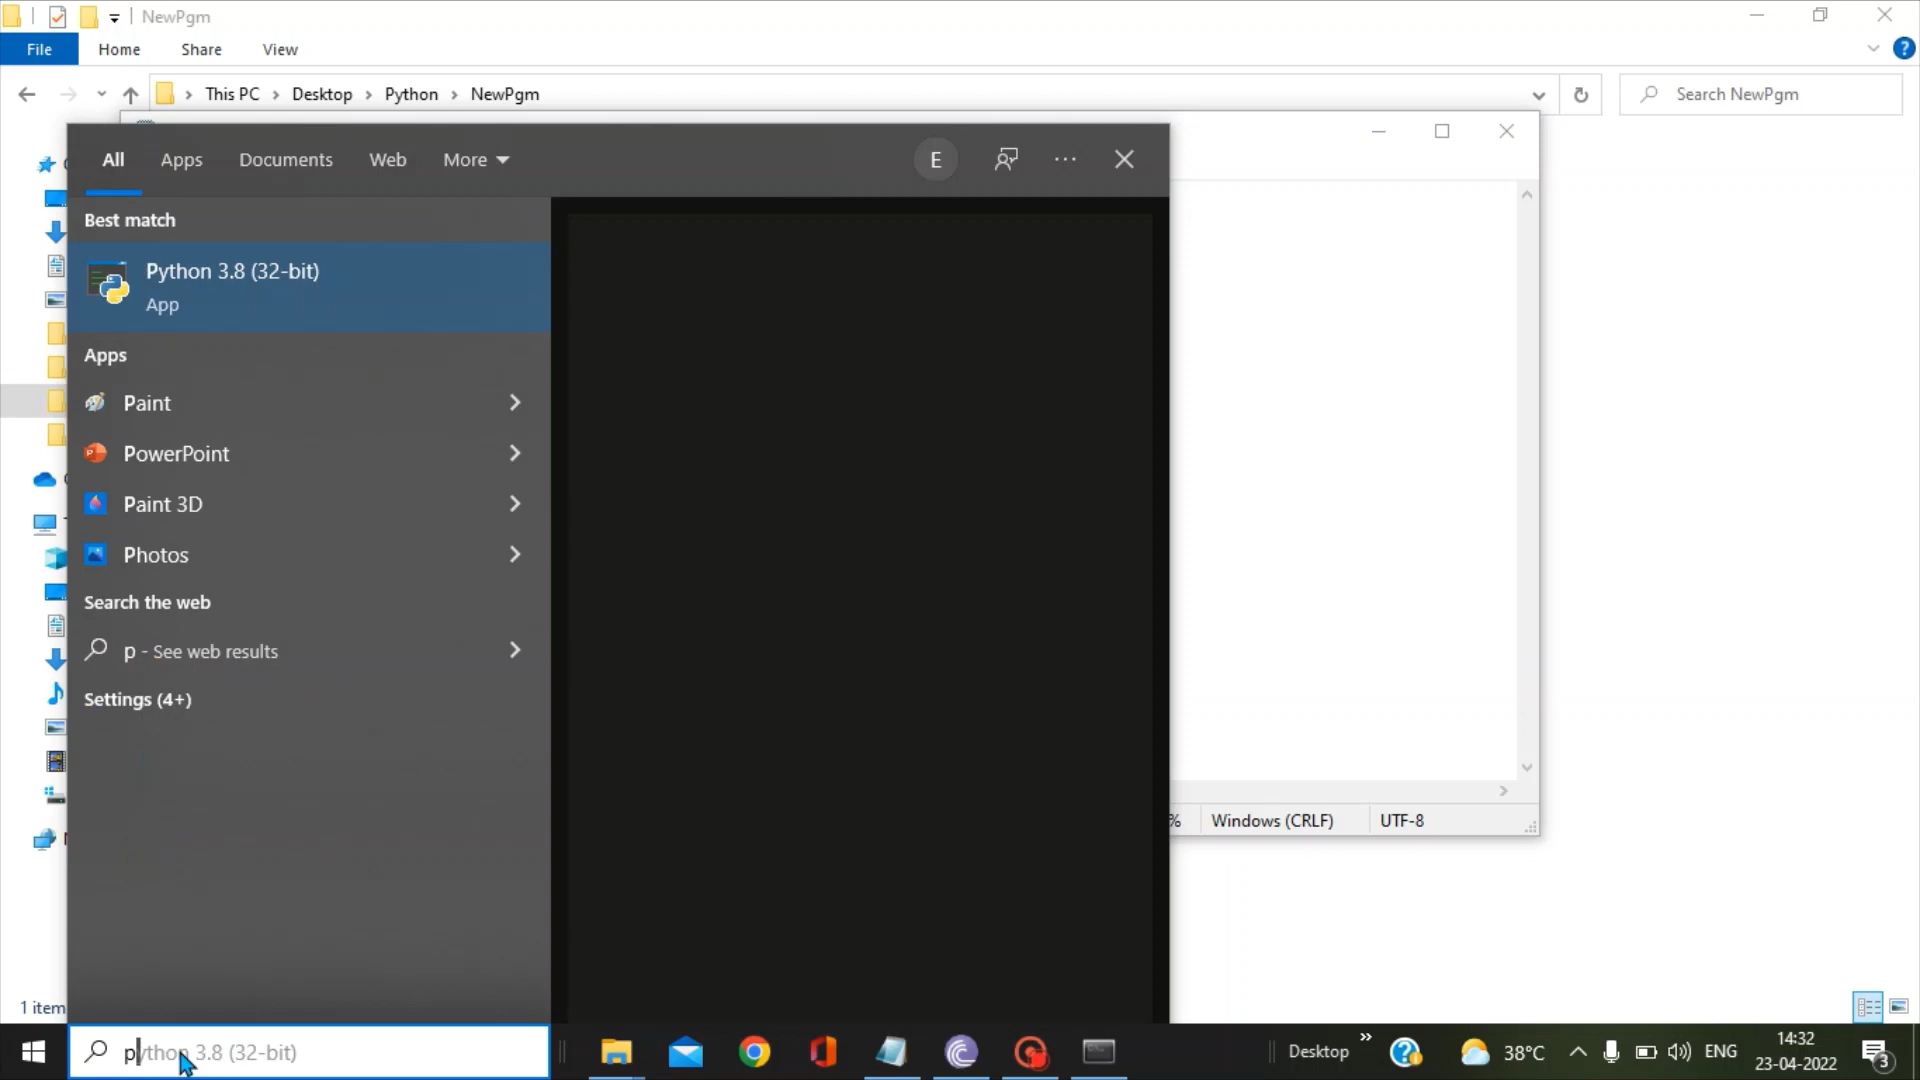 NewPgm
File Home Share View
This PC Desktop Python NewPgm
Search NewPgm
All Apps Documents Web More
E
Best match
Python 3.8 (32-bit)
App
Apps
Paint
PowerPoint
Paint 3D
Photos
Search the web
p - See web results
Settings (4+)
% Windows (CRLF) UTF-8
1 item
python 3.8 (32-bit)
Desktop 38°C ENG
14:32
23-04-2022
3